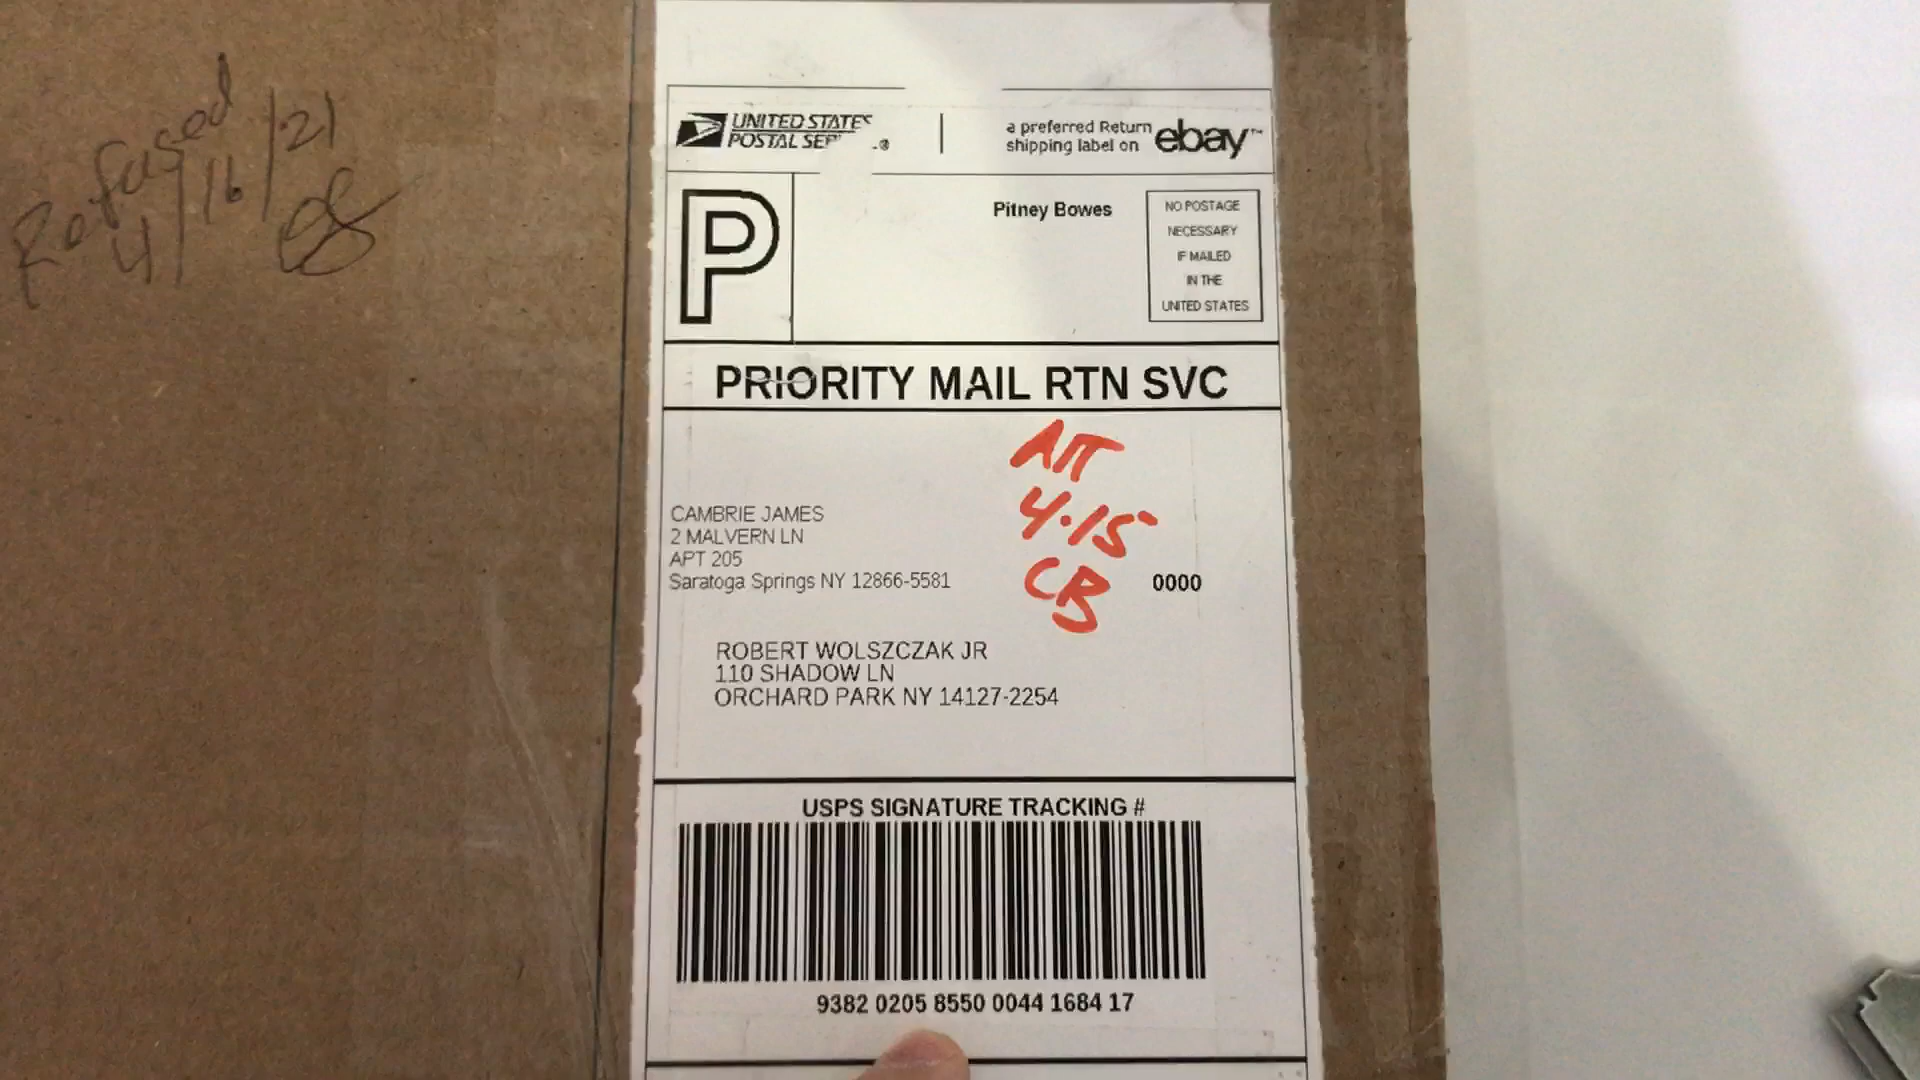 Refused
4/16/21
UNITED STATES
POSTAL SER
a preferred Return
shipping label on
ebay™
P
Pitney Bowes
NO POSTAGE
NECESSARY
IF MAILED
IN THE
UNITED STATES
PRIORITY MAIL RTN SVC
ATT
4.15
CB
CAMBRIE JAMES
2 MALVERN LN
APT 205
Saratoga Springs NY 12866-5581
0000
ROBERT WOLSZCZAK JR
110 SHADOW LN
ORCHARD PARK NY 14127-2254
USPS SIGNATURE TRACKING #
9382 0205 8550 0044 1684 17